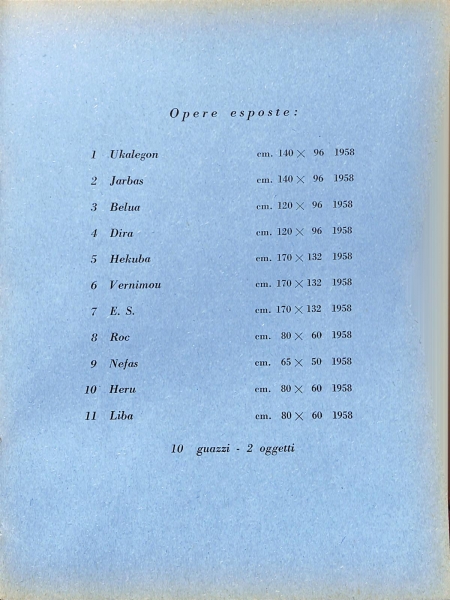 Opere esposte:
1 Ukalegon cm. 140 × 96 1958
2 Jarbas cm. 140 × 96 1958
3 Belua cm. 120 × 96 1958
4 Dira cm. 120 × 96 1958
5 Hekuba cm. 170 × 132 1958
6 Vernimou cm. 170 × 132 1958
7 E. S. cm. 170 × 132 1958
8 Roc cm. 80 × 60 1958
9 Nefas cm. 65 × 50 1958
10 Heru cm. 80 × 60 1958
11 Liba cm. 80 × 60 1958
10 guazzi - 2 oggetti